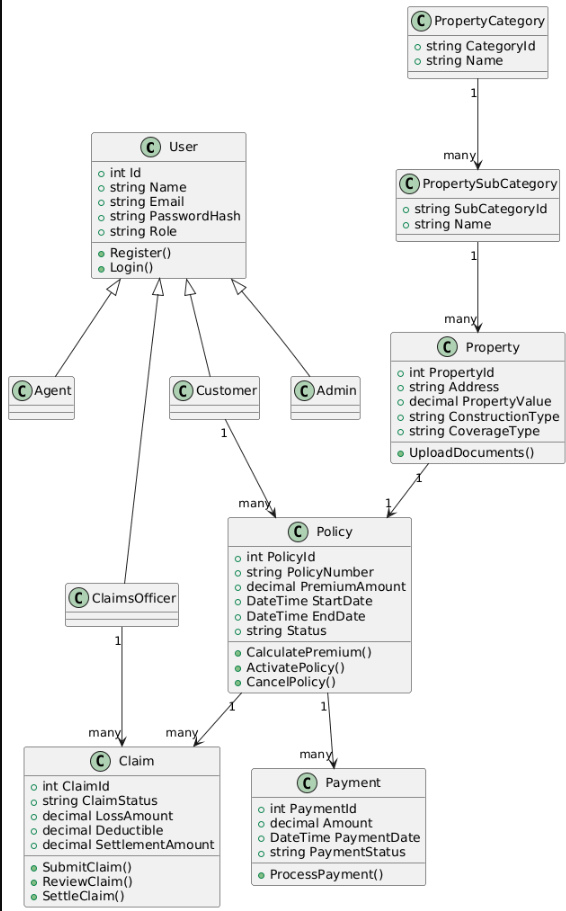 C PropertyCategory
string CategoryId
string Name
1
many
C User
int Id
string Name
string Email
string PasswordHash
string Role
Register()
Login()
C PropertySubCategory
string SubCategoryId
string Name
1
many
C Property
int PropertyId
string Address
decimal PropertyValue
string ConstructionType
string CoverageType
UploadDocuments()
C Agent
C Customer
C Admin
1
many
1
1
C Policy
int PolicyId
string PolicyNumber
decimal PremiumAmount
DateTime StartDate
DateTime EndDate
string Status
CalculatePremium()
ActivatePolicy()
CancelPolicy()
C ClaimsOfficer
1
many
1
many
1
many
C Claim
int ClaimId
string ClaimStatus
decimal LossAmount
decimal Deductible
decimal SettlementAmount
SubmitClaim()
ReviewClaim()
SettleClaim()
C Payment
int PaymentId
decimal Amount
DateTime PaymentDate
string PaymentStatus
ProcessPayment()